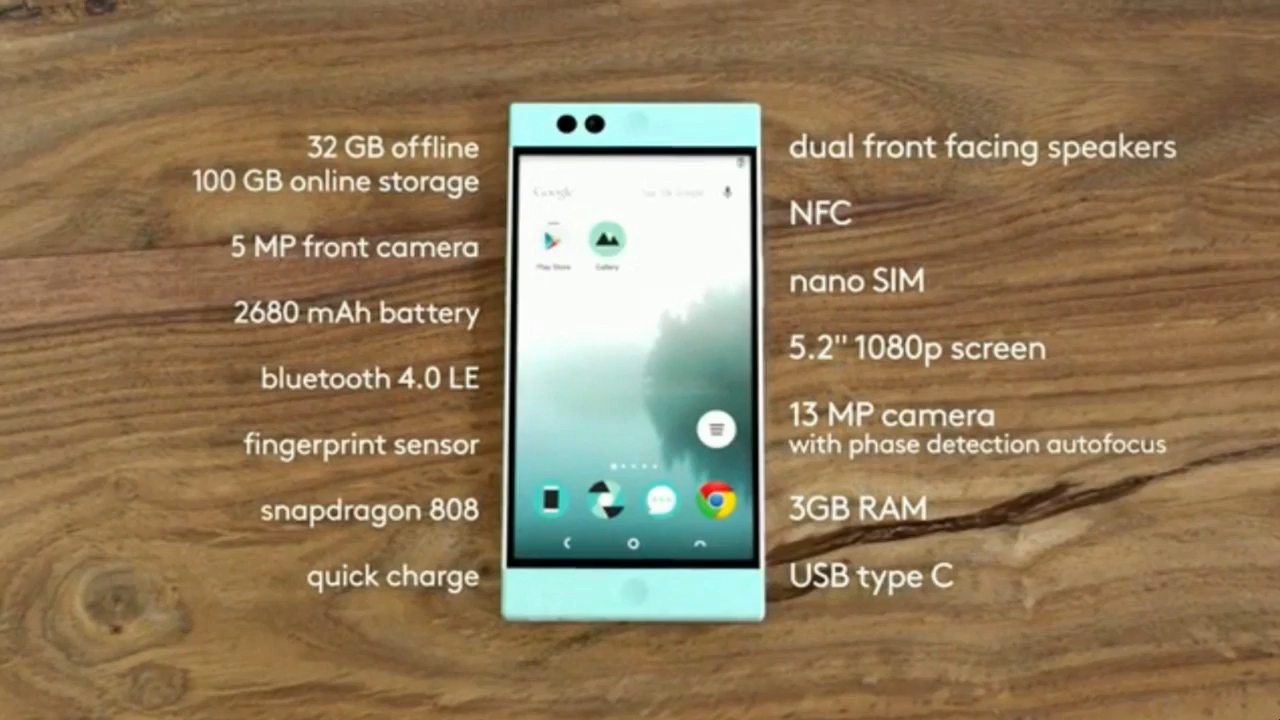 32 GB offline
100 GB online storage
5 MP front camera
2680 mAh battery
bluetooth 4.0 LE
fingerprint sensor
snapdragon 808
quick charge
Google
Play Store
Gallery
dual front facing speakers
NFC
nano SIM
5.2" 1080p screen
13 MP camera
with phase detection autofocus
3GB RAM
USB type C